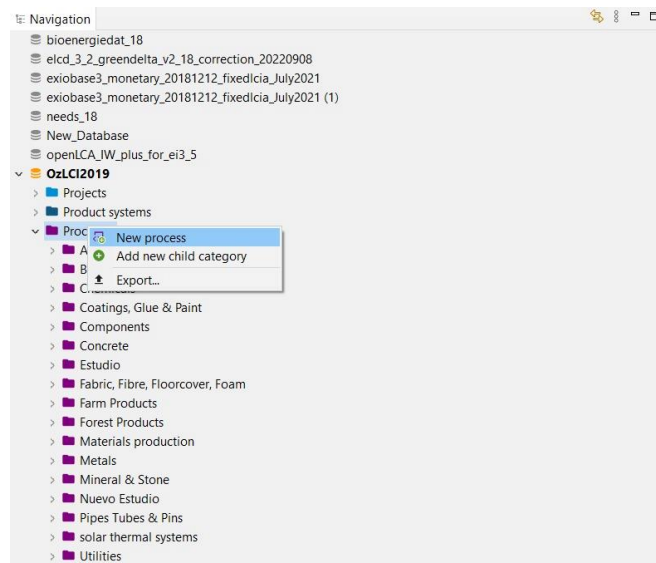 Navigation
bioenergiedat_18
elcd_3_2_greendelta_v2_18_correction_20220908
exiobase3_monetary_20181212_fixedlcia_July2021
exiobase3_monetary_20181212_fixedlcia_July2021 (1)
needs_18
New_Database
openLCA_IW_plus_for_ei3_5
OzLCI2019
Projects
Product systems
Proc
New process
A
Add new child category
B
Export...
Coatings, Glue & Paint
Components
Concrete
Estudio
Fabric, Fibre, Floorcover, Foam
Farm Products
Forest Products
Materials production
Metals
Mineral & Stone
Nuevo Estudio
Pipes Tubes & Pins
solar thermal systems
Utilities